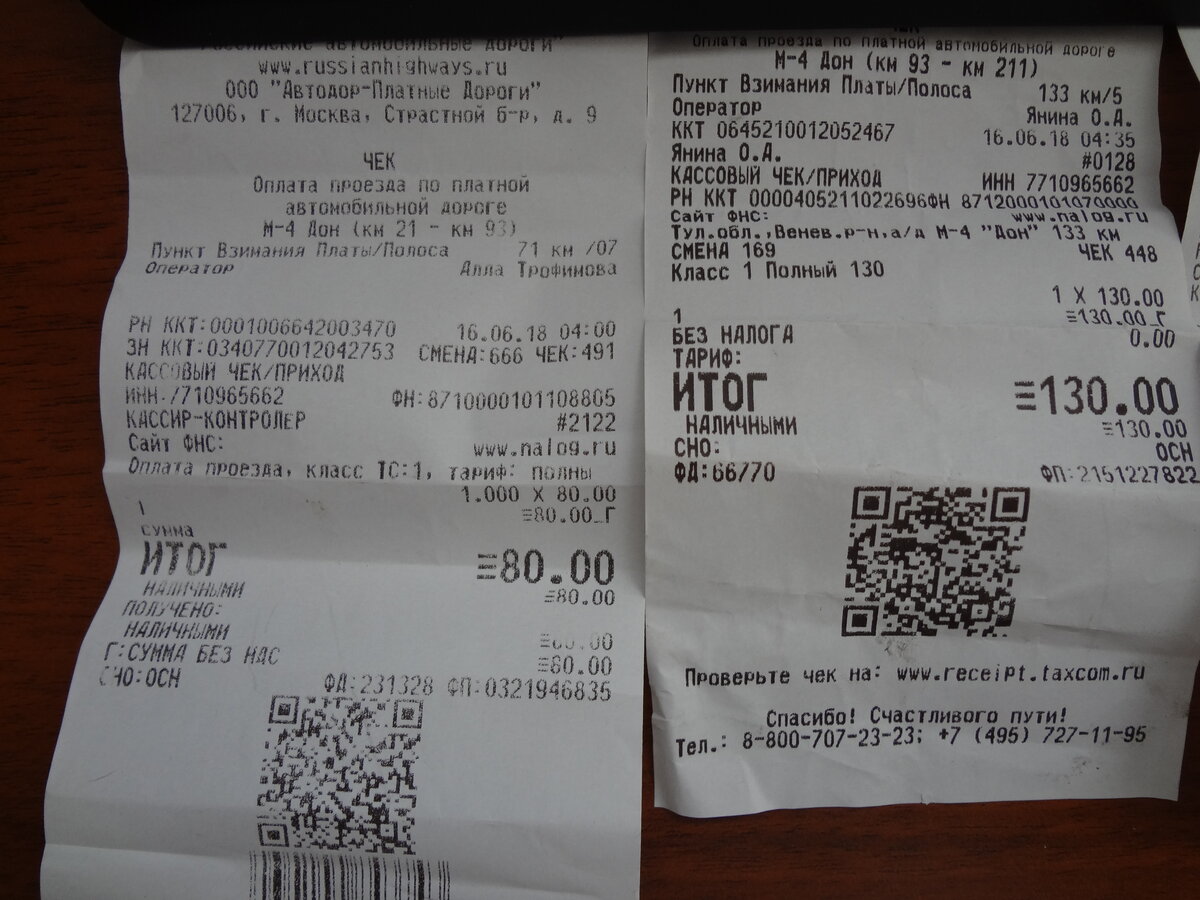 Российские автомобильные дороги"
www.russianhighways.ru
ООО "Автодор-Платные Дороги"
127006, г. Москва, Страстной б-р, д. 9
ЧЕК
Оплата проезда по платной
автомобильной дороге
М-4 Дон (км 21 - км 93)
Пункт Взимания Платы/Полоса 71 км /07
Оператор Алла Трофимова
РН ККТ:0001006642003470 16.06.18 04:00
ЗН ККТ:0340770012042753 СМЕНА:666 ЧЕК:491
КАССОВЫЙ ЧЕК/ПРИХОД
ИНН:7710965662 ФН:8710000101108805
КАССИР-КОНТРОЛЕР #2122
Сайт ФНС: www.nalog.ru
Оплата проезда, класс ТС:1, тариф: полны
1.000 X 80.00
1 ≡80.00_Г
сумма
ИТОГ ≡80.00
НАЛИЧНЫМИ ≡80.00
ПОЛУЧЕНО:
НАЛИЧНЫМИ
Г:СУММА БЕЗ НДС ≡80.00
СНО:ОСН
ФД:231328 ФП:0321946835
ЧЕК
Оплата проезда по платной автомобильной дороге
М-4 Дон (км 93 - км 211)
Пункт Взимания Платы/Полоса 133 км/5
Оператор Янина О.А.
ККТ 0645210012052467 16.06.18 04:35
Янина О.А. #0128
КАССОВЫЙ ЧЕК/ПРИХОД ИНН 7710965662
РН ККТ 0000405211022696ФН 8712000101070000
Сайт ФНС: www.nalog.ru
Тул.обл.,Венев.р-н,а/д М-4 "Дон" 133 км
СМЕНА 169 ЧЕК 448
Класс 1 Полный 130
1 X 130.00
1 ≡130.00_Г
БЕЗ НАЛОГА 0.00
ТАРИФ:
ИТОГ ≡130.00
НАЛИЧНЫМИ ≡130.00
СНО: ОСН
ФД:66770 ФП:2151227822
Проверьте чек на: www.receipt.taxcom.ru
Спасибо! Счастливого пути!
Тел.: 8-800-707-23-23; +7 (495) 727-11-95